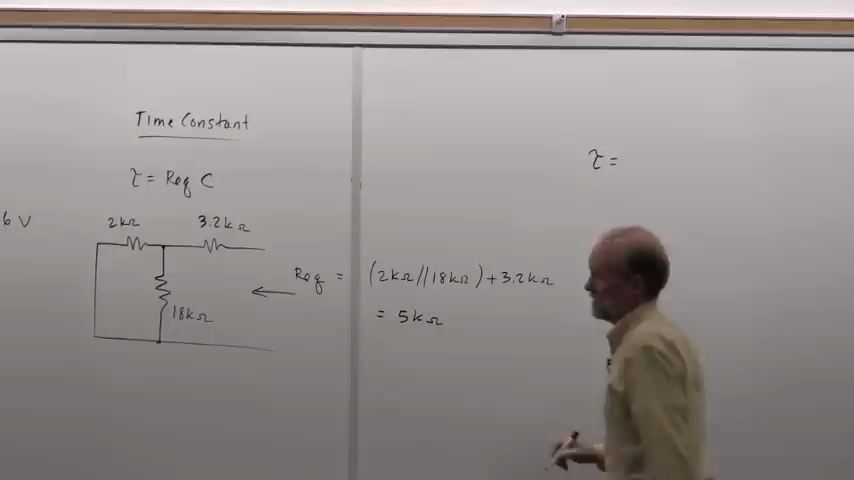 Time Constant
τ = Req C
6 V
2kΩ
3.2kΩ
18kΩ
Req = (2kΩ//18kΩ) + 3.2kΩ
= 5kΩ
τ =